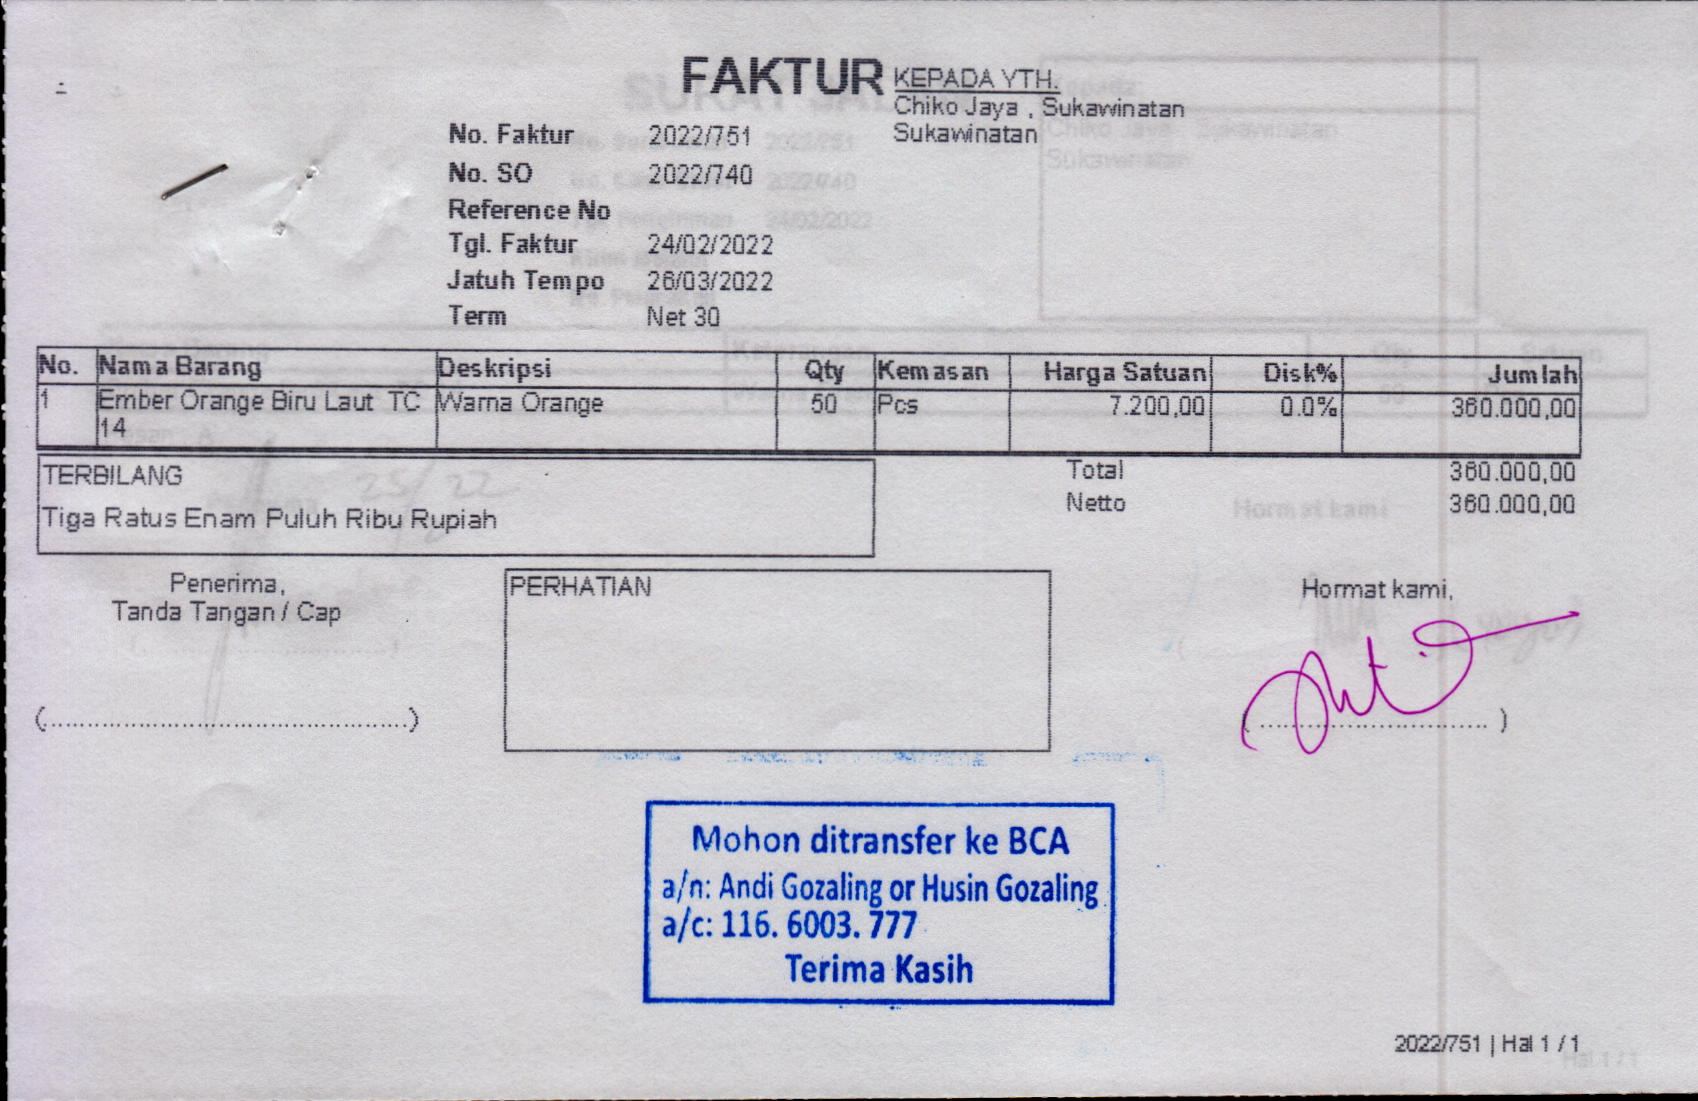 FAKTUR
KEPADA YTH.
Chiko Jaya , Sukawinatan
Sukawinatan
No. Faktur 2022/751
No. SO 2022/740
Reference No
Tgl. Faktur 24/02/2022
Jatuh Tempo 26/03/2022
Term Net 30
No. Nama Barang Deskripsi Qty Kemasan Harga Satuan Disk% Jumlah
1 Ember Orange Biru Laut TC Warna Orange 50 Pcs 7.200,00 0.0% 360.000,00
14
TERBILANG
Tiga Ratus Enam Puluh Ribu Rupiah
Total 360.000,00
Netto 360.000,00
Penerima,
Tanda Tangan / Cap
(............................................)
PERHATIAN
Hormat kami,
(............................ )
Mohon ditransfer ke BCA
a/n: Andi Gozaling or Husin Gozaling
a/c: 116. 6003. 777
Terima Kasih
2022/751 | Hal 1 / 1